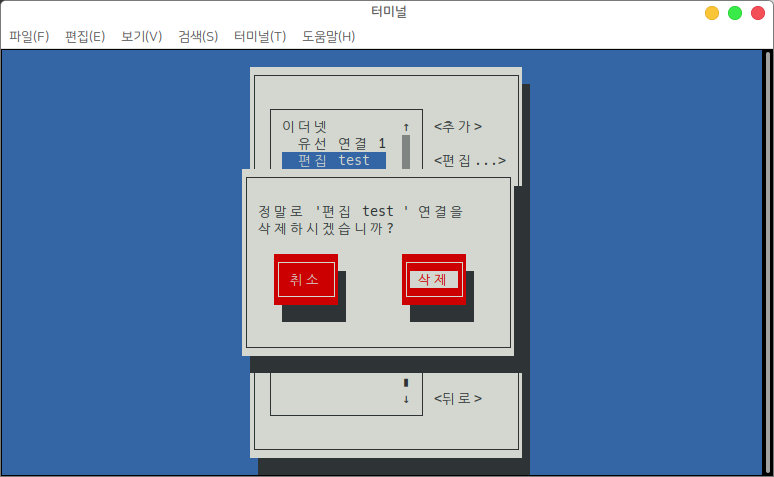 터미널
파일(F) 편집(E) 보기(V) 검색(S) 터미널(T) 도움말(H)
이더넷 ↑ <추가>
유선 연결 1
편집 test <편집...>
정말로 '편집 test ' 연결을
삭제하시겠습니까?
취소 삭제
↓ <뒤로>